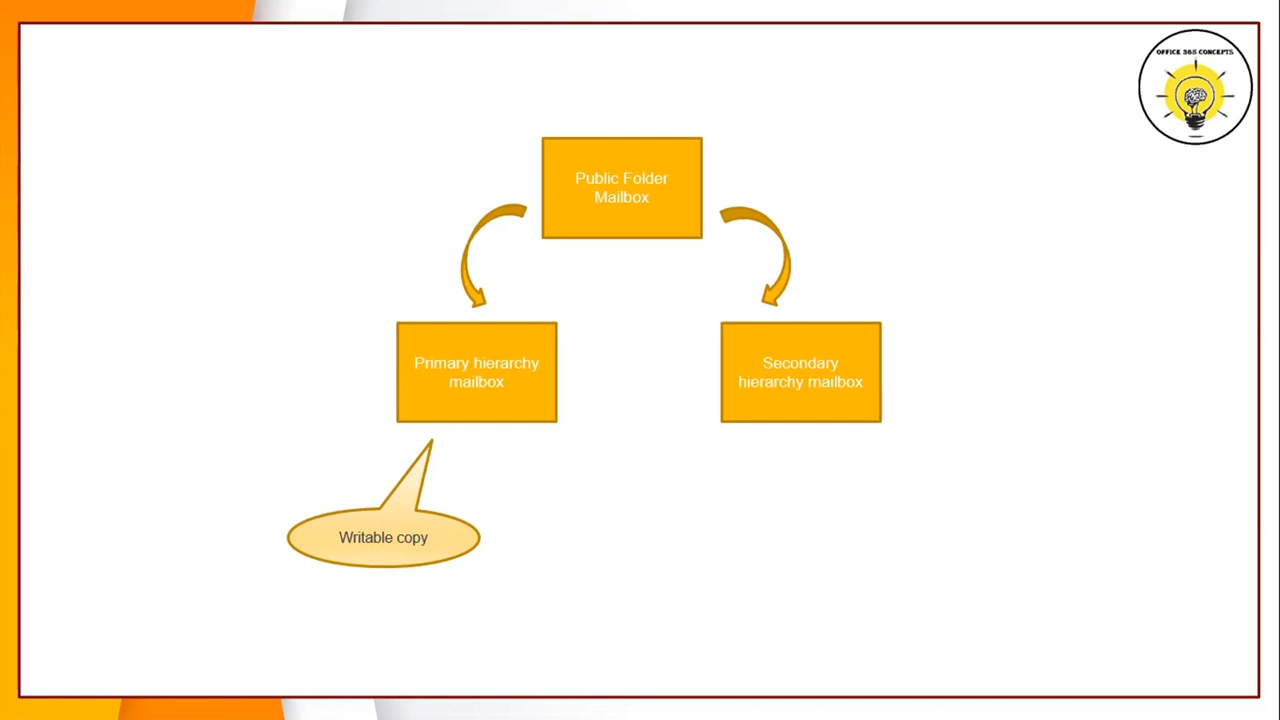 OFFICE 365 CONCEPTS
Public Folder
Mailbox
Primary hierarchy
mailbox
Secondary
hierarchy mailbox
Writable copy